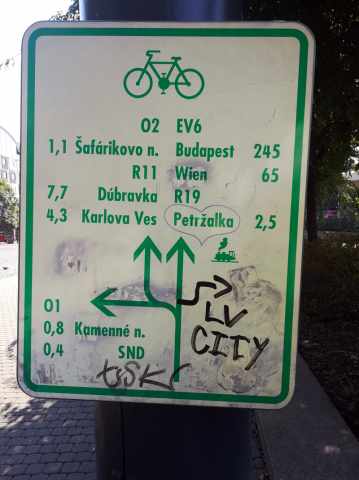 O2 EV6
1,1 Šafárikovo n. Budapest 245
R11 Wien 65
7,7 Dúbravka R19
4,3 Karlova Ves Petržalka 2,5
O1
0,8 Kamenné n.
0,4 SND
LV
CITY